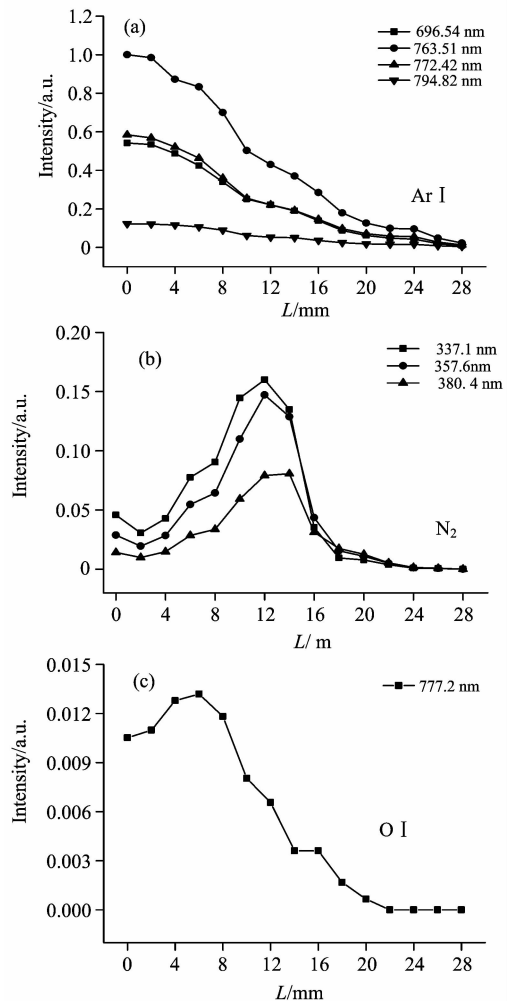 (a)
696.54 nm
763.51 nm
772.42 nm
794.82 nm
Intensity/a.u.
1.2
1.0
0.8
0.6
0.4
0.2
0
Ar Ⅰ
0 4 8 12 16 20 24 28
L/mm
(b)
337.1 nm
357.6nm
380. 4 nm
Intensity/a.u.
0.20
0.15
0.10
0.05
0
N₂
0 4 8 12 16 20 24 28
L/ m
(c)
777.2 nm
Intensity/a.u.
0.015
0.012
0.009
0.006
0.003
0.000
O Ⅰ
0 4 8 12 16 20 24 28
L/mm